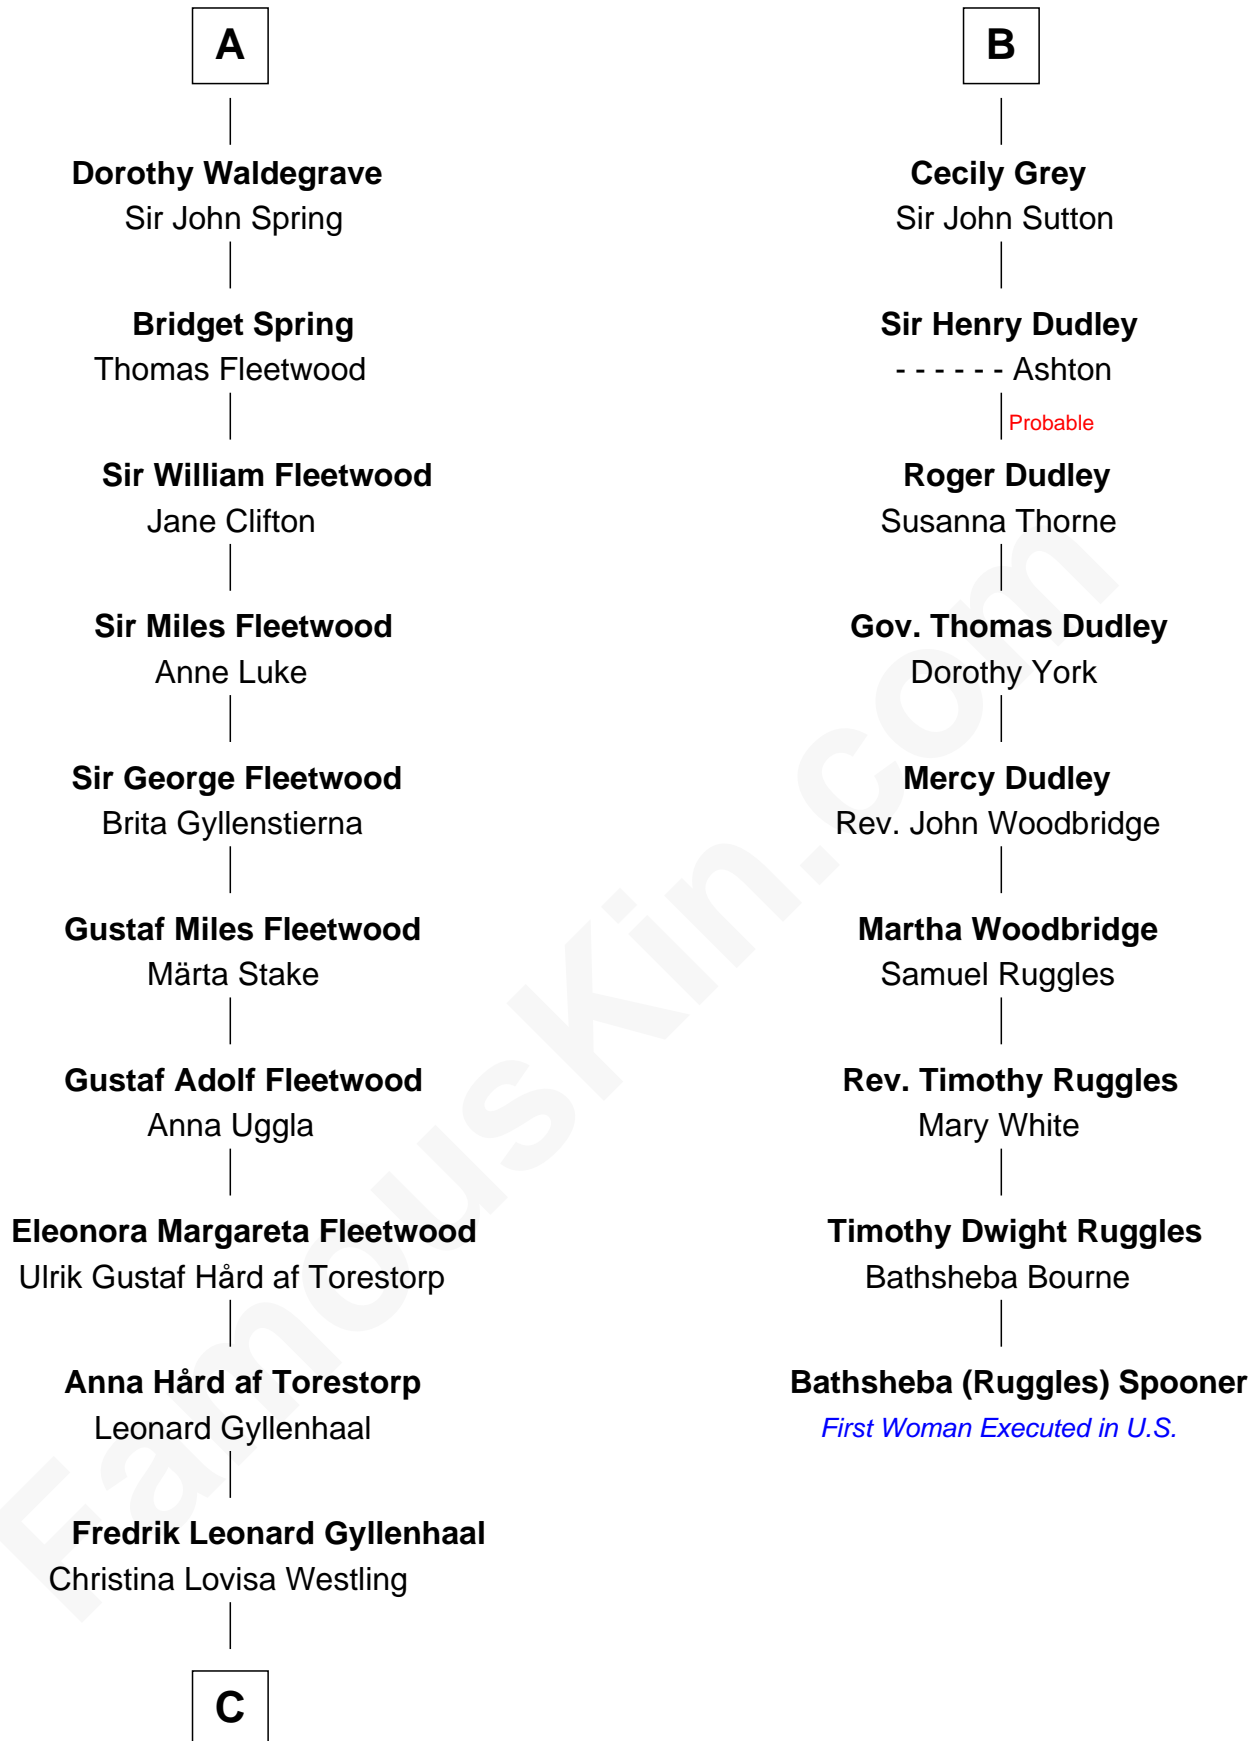 A
Dorothy Waldegrave
Sir John Spring
Bridget Spring
Thomas Fleetwood
Sir William Fleetwood
Jane Clifton
Sir Miles Fleetwood
Anne Luke
Sir George Fleetwood
Brita Gyllenstierna
Gustaf Miles Fleetwood
Märta Stake
Gustaf Adolf Fleetwood
Anna Uggla
Eleonora Margareta Fleetwood
Ulrik Gustaf Hård af Torestorp
Anna Hård af Torestorp
Leonard Gyllenhaal
Fredrik Leonard Gyllenhaal
Christina Lovisa Westling
C
B
Cecily Grey
Sir John Sutton
Sir Henry Dudley
- - - - - - Ashton
Probable
Roger Dudley
Susanna Thorne
Gov. Thomas Dudley
Dorothy York
Mercy Dudley
Rev. John Woodbridge
Martha Woodbridge
Samuel Ruggles
Rev. Timothy Ruggles
Mary White
Timothy Dwight Ruggles
Bathsheba Bourne
Bathsheba (Ruggles) Spooner
First Woman Executed in U.S.
FamousKin.com